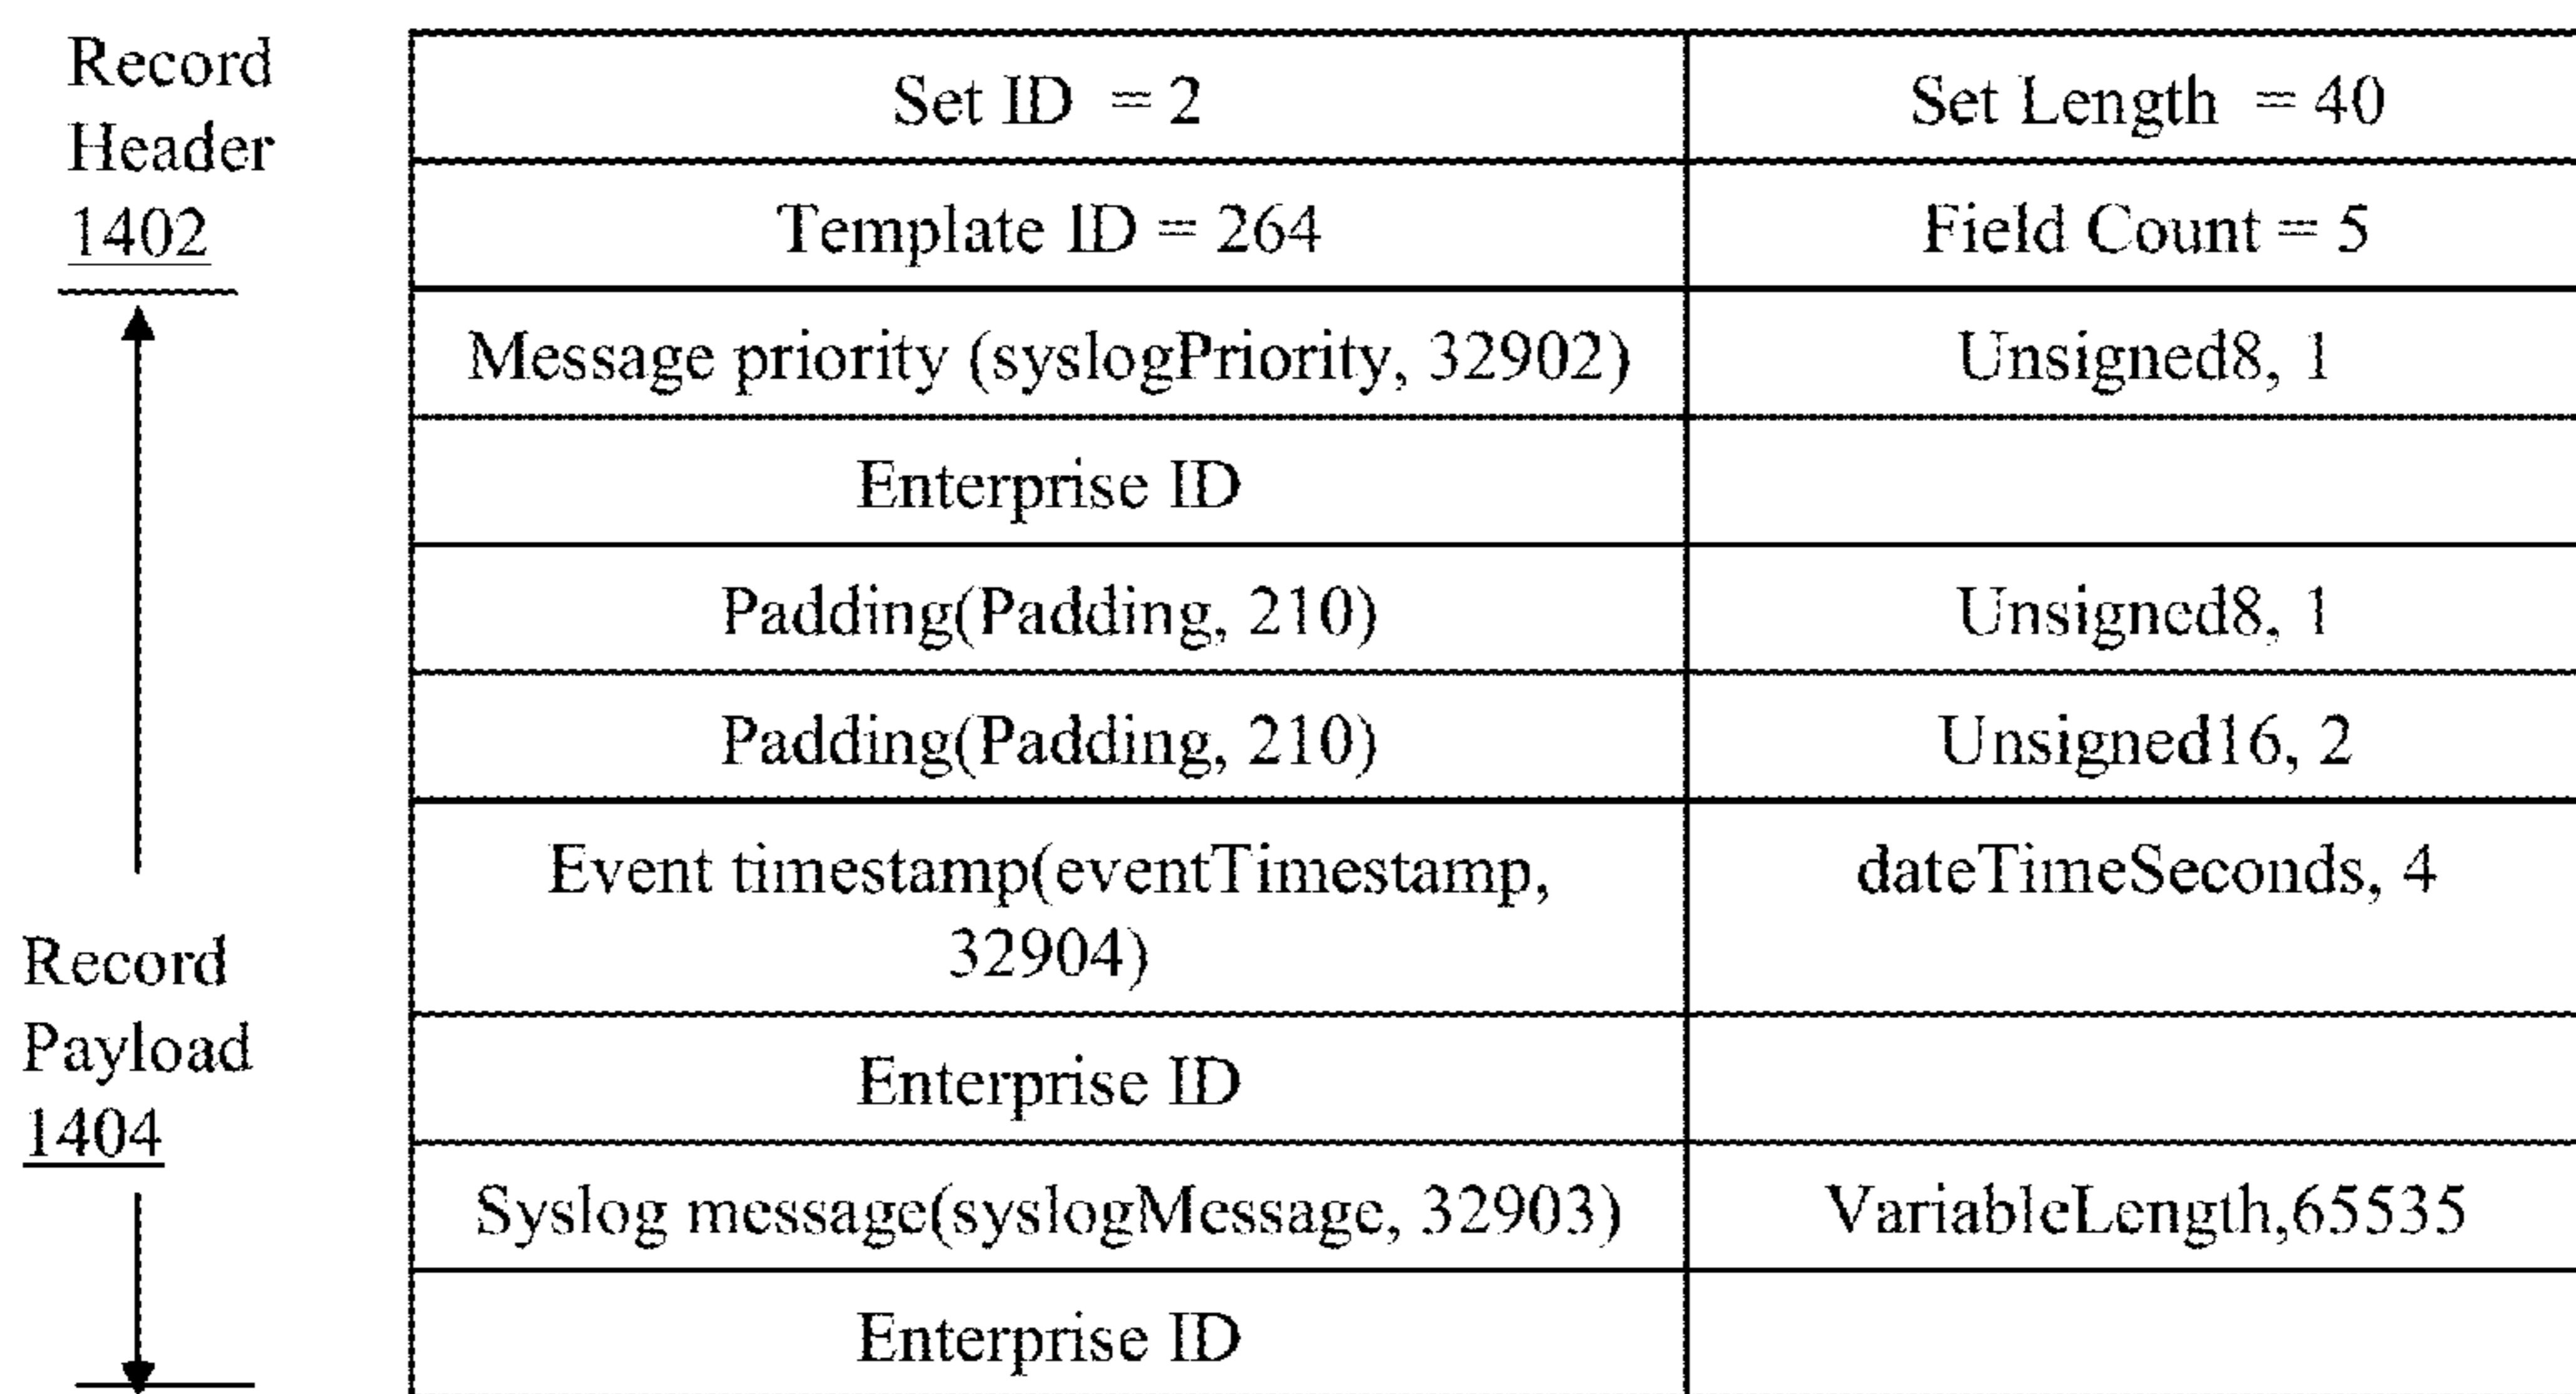 Record
Header
1402
Set ID = 2
Set Length = 40
Template ID = 264
Field Count = 5
Message priority (syslogPriority, 32902)
Unsigned8, 1
Enterprise ID
Padding(Padding, 210)
Unsigned8, 1
Padding(Padding, 210)
Unsigned16, 2
Event timestamp(eventTimestamp,
32904)
dateTimeSeconds, 4
Record
Payload
1404
Enterprise ID
Syslog message(syslogMessage, 32903)
VariableLength,65535
Enterprise ID